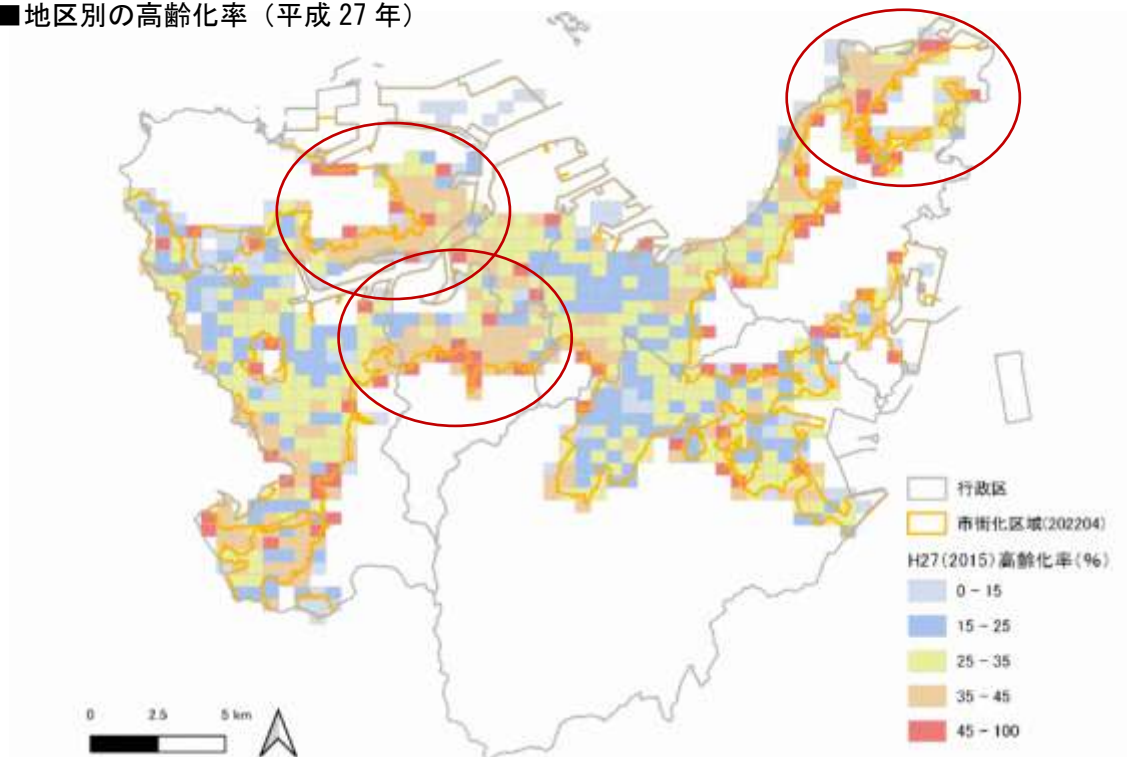 ■地区別の高齢化率（平成 27 年）
行政区
市街化区域(202204)
H27(2015)高齢化率(%)
0 - 15
15 - 25
25 - 35
35 - 45
45 - 100
0 2.5 5 km